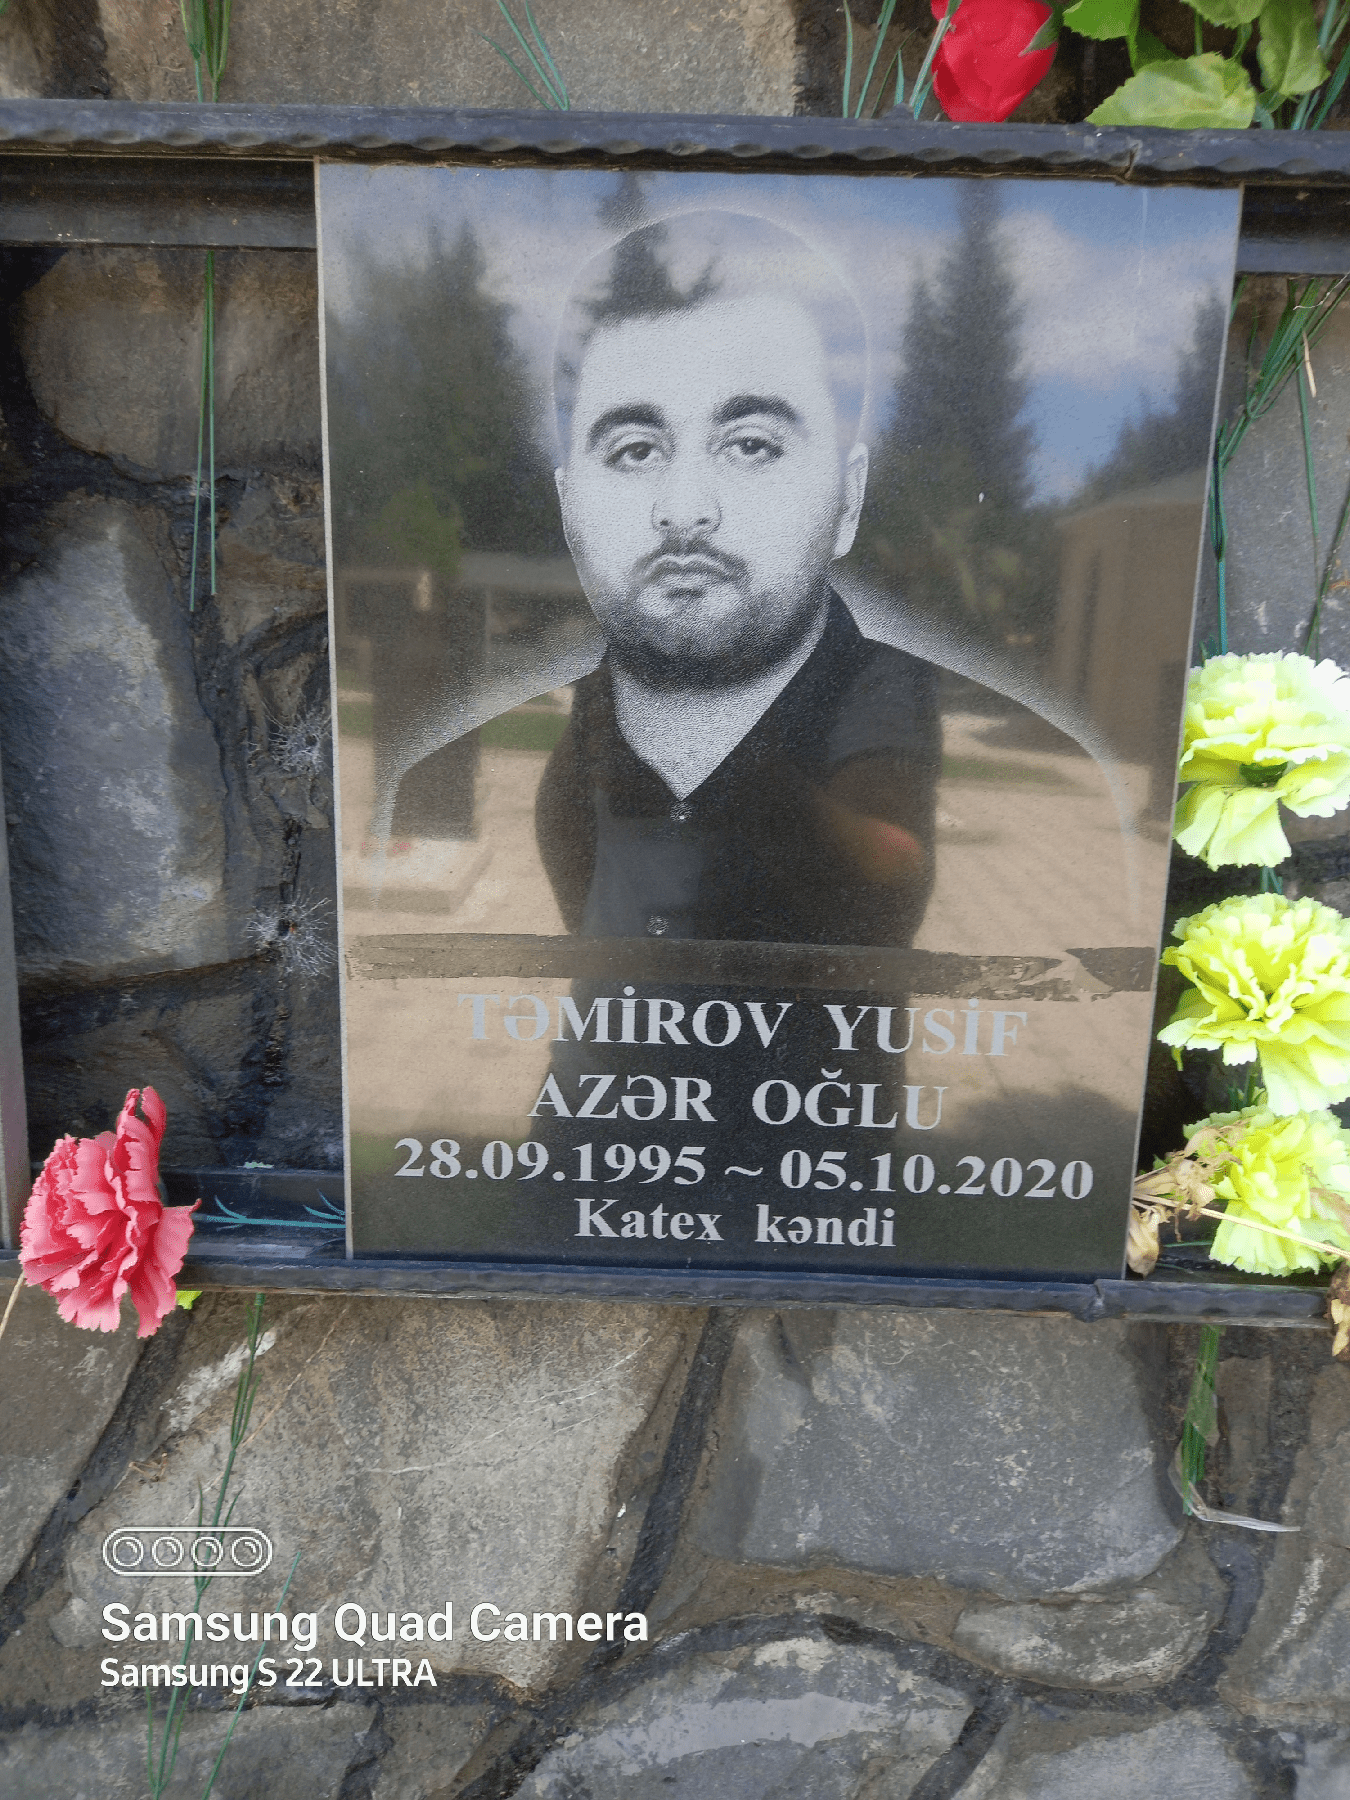 TƏMİROV YUSİF
AZƏR OĞLU
28.09.1995 ~ 05.10.2020
Katex kəndi
Samsung Quad Camera
Samsung S 22 ULTRA